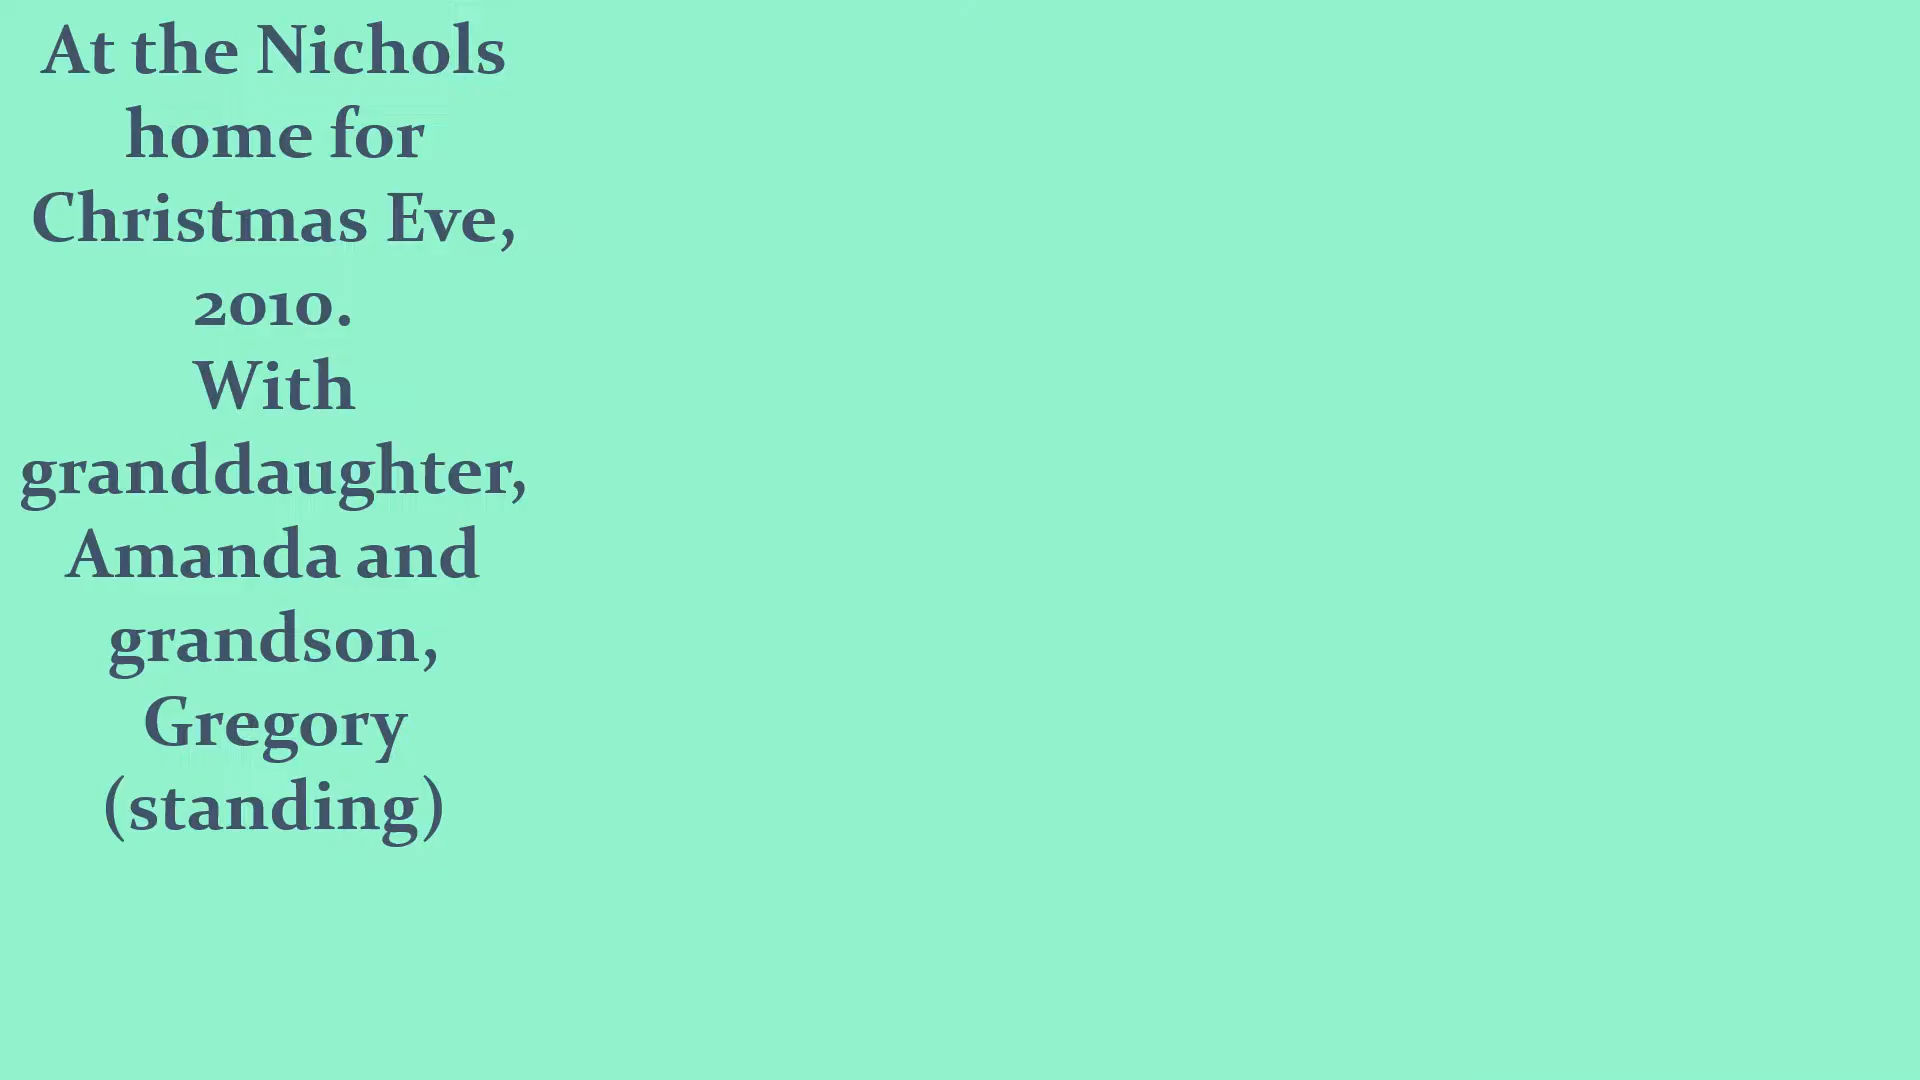 At the Nichols
home for
Christmas Eve,
2010.
With
granddaughter,
Amanda and
grandson,
Gregory
(standing)